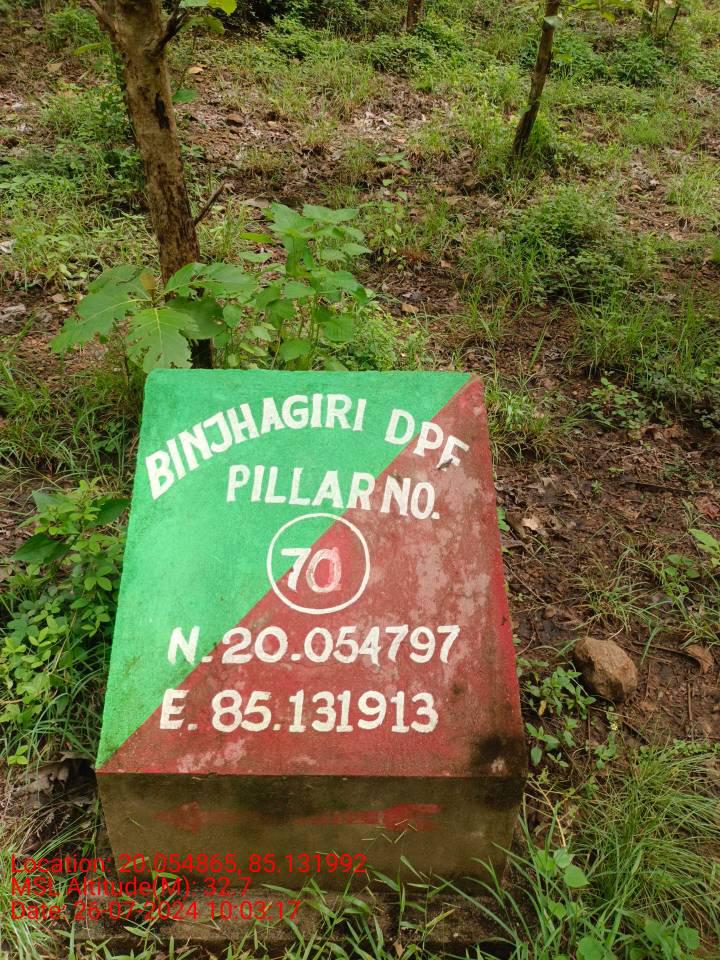 BINJHAGIRI DPF
PILLAR NO.
70
N. 20.054797
E. 85.131913
Location: 20.054865, 85.131992
MSL Altitude(M): 32.7
Date: 26-07-2024 10:03:17